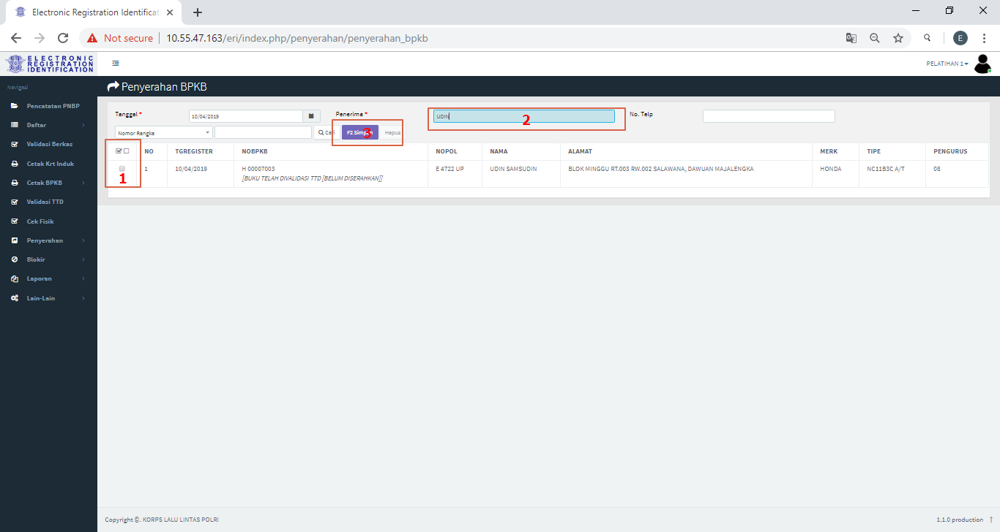 Electronic Registration Identificat
Not secure
10.55.47.163/eri/index.php/penyerahan/penyerahan_bpkb
E
ELECTRONIC
REGISTRATION
IDENTIFICATION
PELATIHAN 1
Navigasi
Pencatatan PNBP
Daftar
Validasi Berkas
Cetak Krt Induk
Cetak BPKB
Validasi TTD
Cek Fisik
Penyerahan
Blokir
Laporan
Lain-Lain
Penyerahan BPKB
Tanggal * 10/04/2019 Penerima * UDIN 2 No. Telp
Nomor Rangka Cari F2 Simpan 3 Hapus
NO TGREGISTER NOBPKB NOPOL NAMA ALAMAT MERK TIPE PENGURUS
1 10/04/2019 H 00007003 E 4722 UP UDIN SAMSUDIN BLOK MINGGU RT.003 RW.002 SALAWANA, DAWUAN MAJALENGKA HONDA NC11B3C A/T 08
1 [BUKU TELAH DIVALIDASI TTD [BELUM DISERAHKAN]]
Copyright ©. KORPS LALU LINTAS POLRI
1.1.0 production